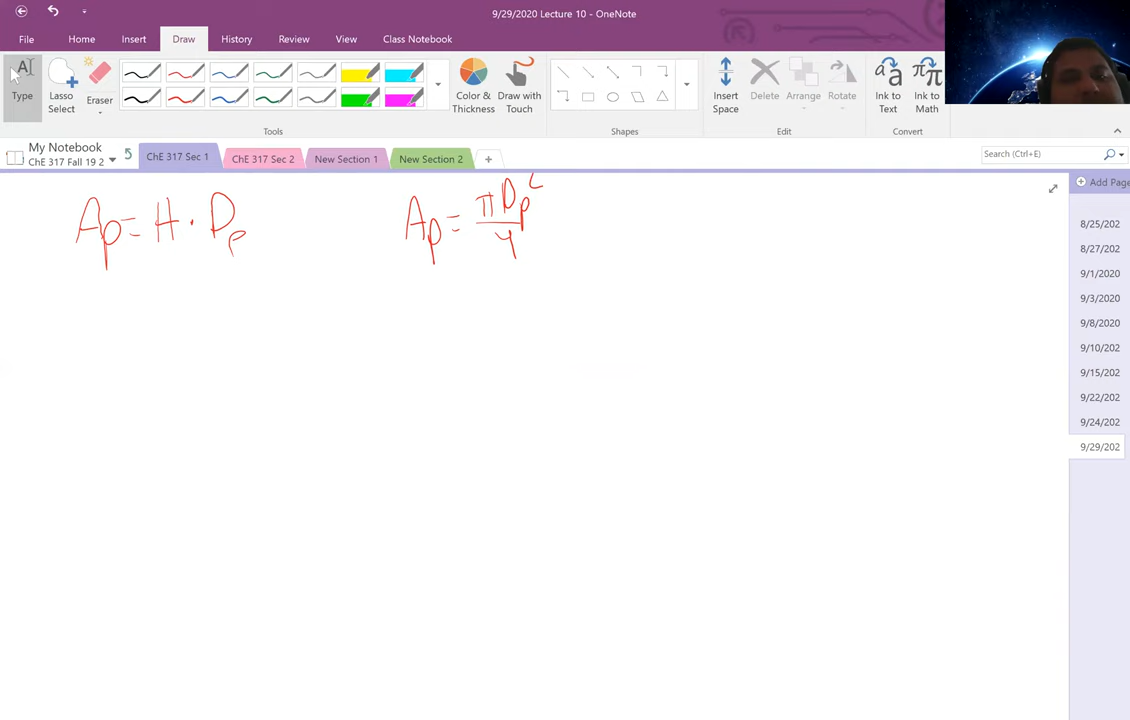 9/29/2020 Lecture 10 - OneNote
File Home Insert Draw History Review View Class Notebook
Type
Lasso Select
Eraser
Color & Thickness
Draw with Touch
Insert Space
Delete
Arrange
Rotate
Ink to Text
Ink to Math
Tools Shapes Edit Convert
My Notebook
ChE 317 Fall 19 2
ChE 317 Sec 1 ChE 317 Sec 2 New Section 1 New Section 2 +
Search (Ctrl+E)
Add Page
Ap = H · Dp
Ap = πDp² / 4
8/25/202
8/27/202
9/1/2020
9/3/2020
9/8/2020
9/10/202
9/15/202
9/22/202
9/24/202
9/29/202